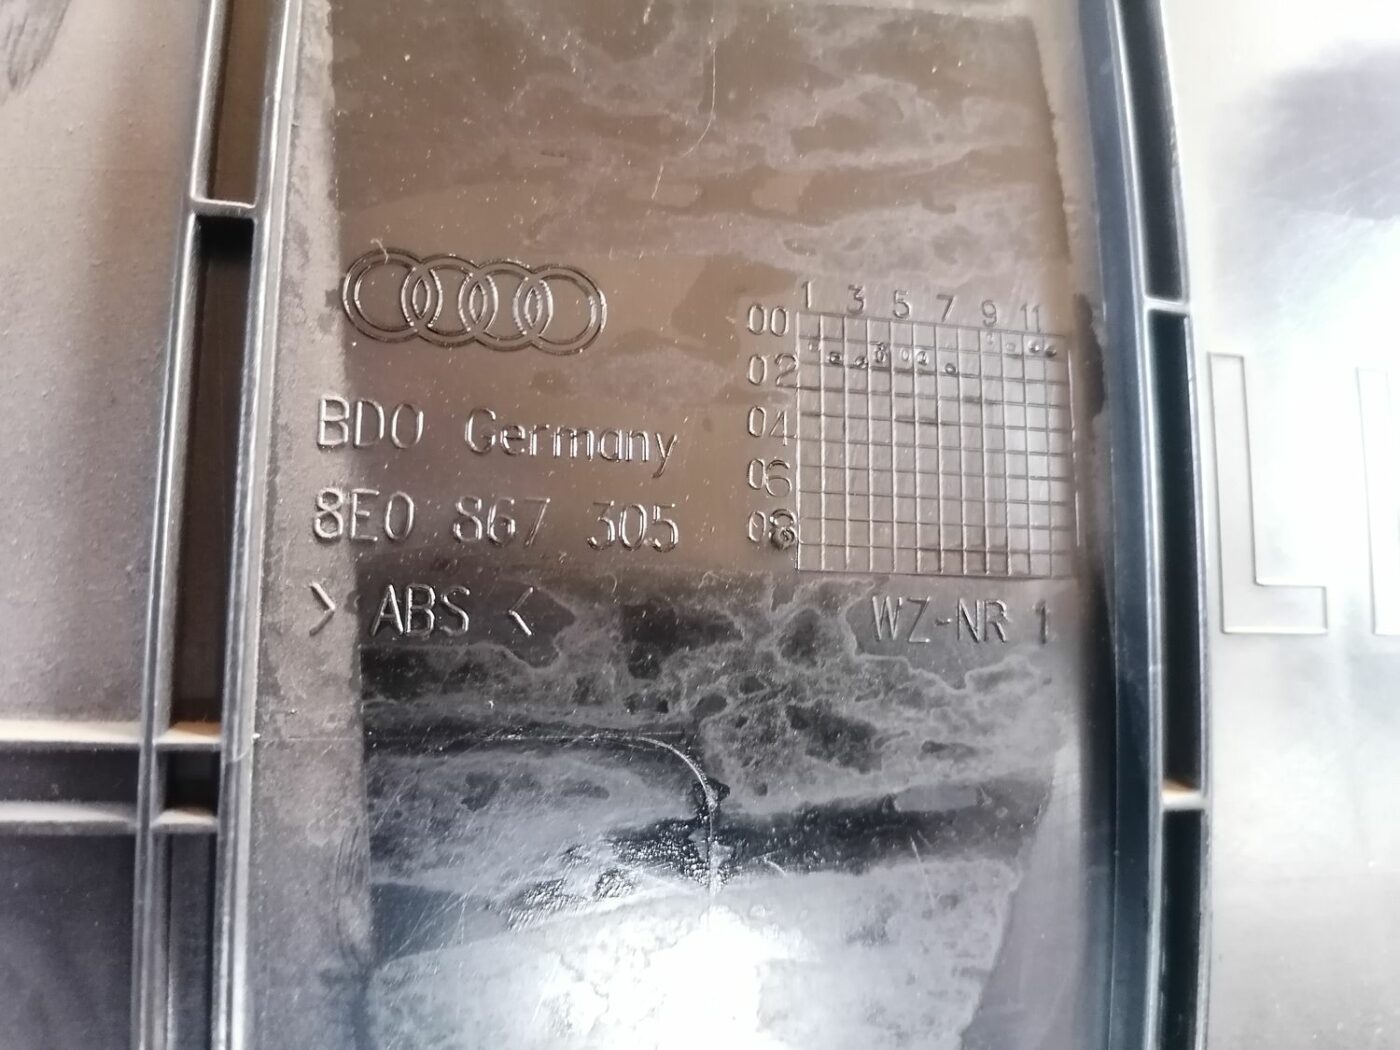 BDO Germany
8E0 867 305
> ABS <
1 3 5 7 9 11
00
02
04
06
08
WZ-NR 1
L